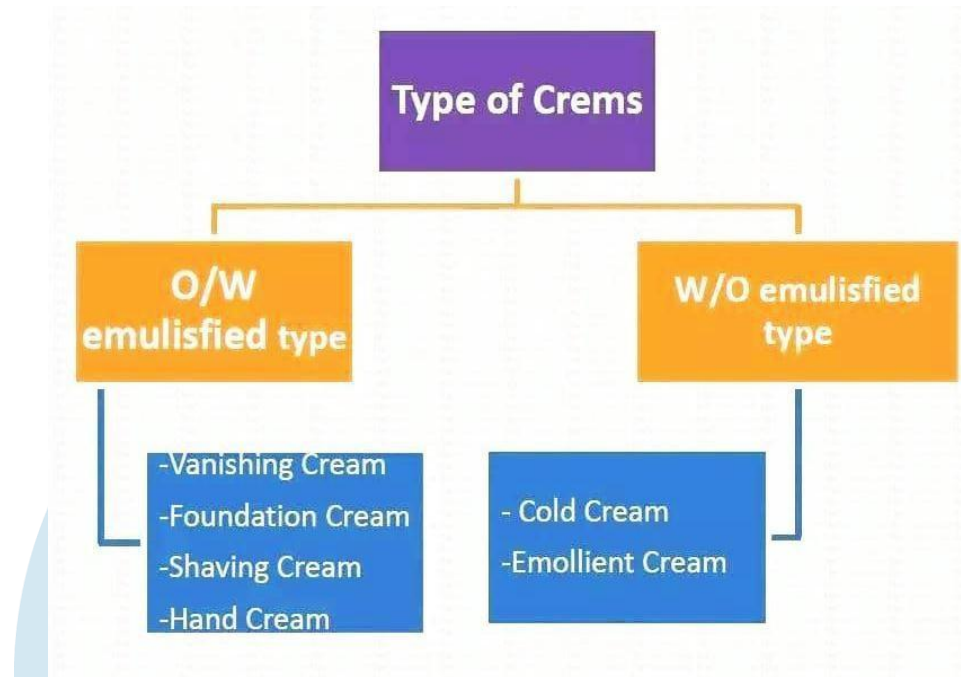 Type of Crems
O/W
emulisfied type
W/O emulisfied
type
-Vanishing Cream
-Foundation Cream
-Shaving Cream
-Hand Cream
- Cold Cream
-Emollient Cream